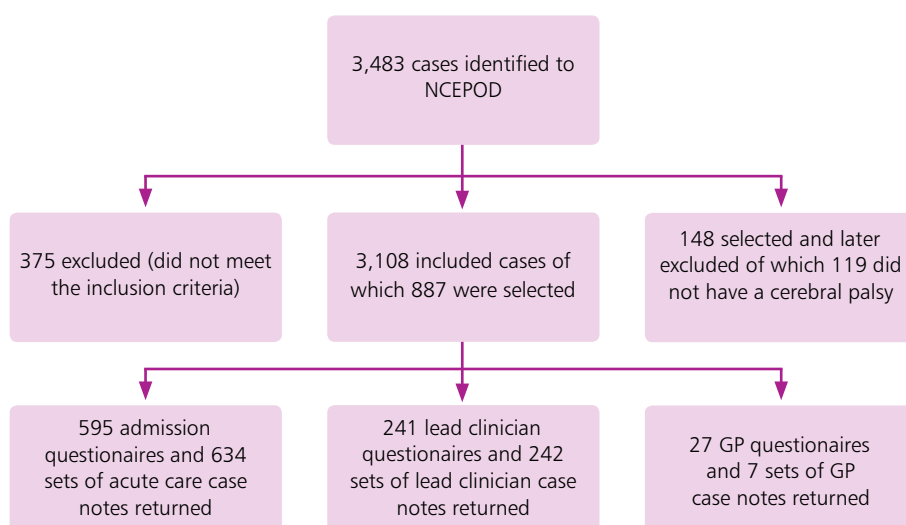 3,483 cases identified to
NCEPOD
375 excluded (did not meet
the inclusion criteria)
3,108 included cases of
which 887 were selected
148 selected and later
excluded of which 119 did
not have a cerebral palsy
595 admission
questionaires and 634
sets of acute care case
notes returned
241 lead clinician
questionaires and 242
sets of lead clinician case
notes returned
27 GP questionaires
and 7 sets of GP
case notes returned